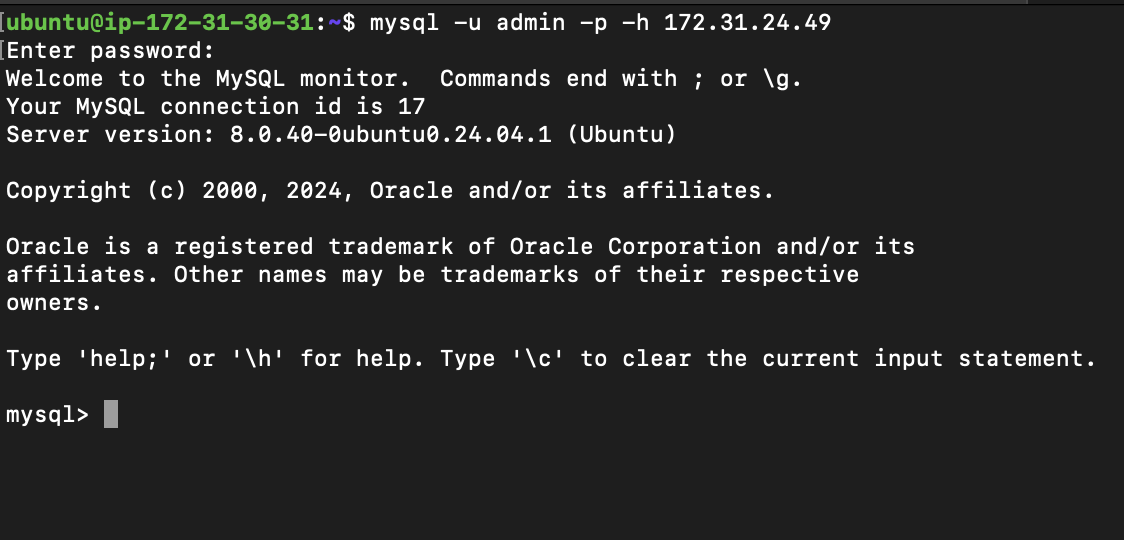 [ubuntu@ip-172-31-30-31:~$ mysql -u admin -p -h 172.31.24.49
[Enter password:
Welcome to the MySQL monitor.  Commands end with ; or \g.
Your MySQL connection id is 17
Server version: 8.0.40-0ubuntu0.24.04.1 (Ubuntu)

Copyright (c) 2000, 2024, Oracle and/or its affiliates.

Oracle is a registered trademark of Oracle Corporation and/or its
affiliates. Other names may be trademarks of their respective
owners.

Type 'help;' or '\h' for help. Type '\c' to clear the current input statement.

mysql>